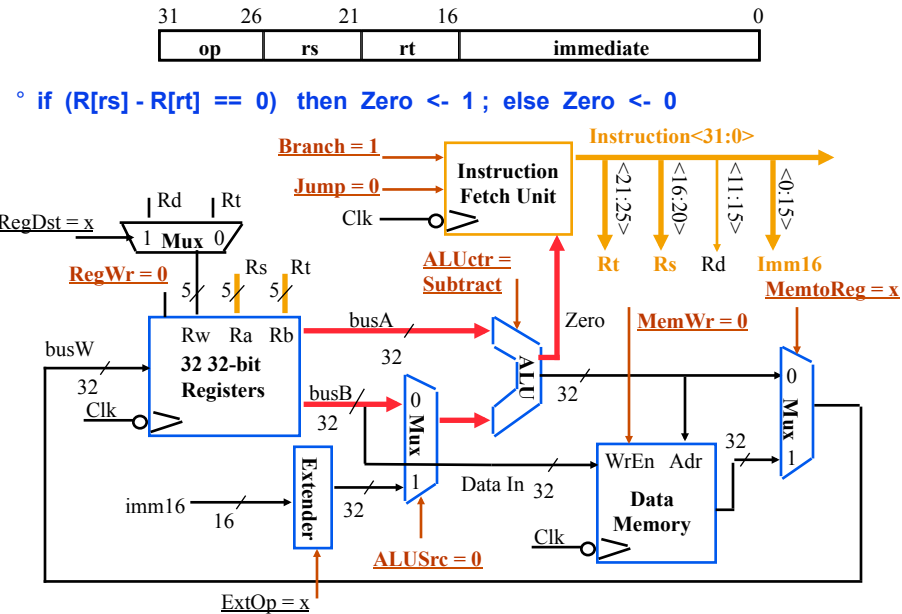 31 26 21 16 0
op rs rt immediate
° if (R[rs] - R[rt] == 0) then Zero <- 1 ; else Zero <- 0
Branch = 1
Jump = 0
Clk
Instruction
Fetch Unit
Instruction<31:0>
<21:25>
<16:20>
<11:15>
<0:15>
Rt Rs Rd Imm16
Rd Rt
RegDst = x
1 Mux 0
RegWr = 0
5 5 5
Rs Rt
Rw Ra Rb
32 32-bit
Registers
busW
32
Clk
busA
32
busB
32
ALUctr =
Subtract
ALU
Zero
32
0
Mux
1
ALUSrc = 0
Extender
imm16
16
32
ExtOp = x
Data In
32
MemWr = 0
WrEn Adr
Data
Memory
Clk
32
MemtoReg = x
0
Mux
1